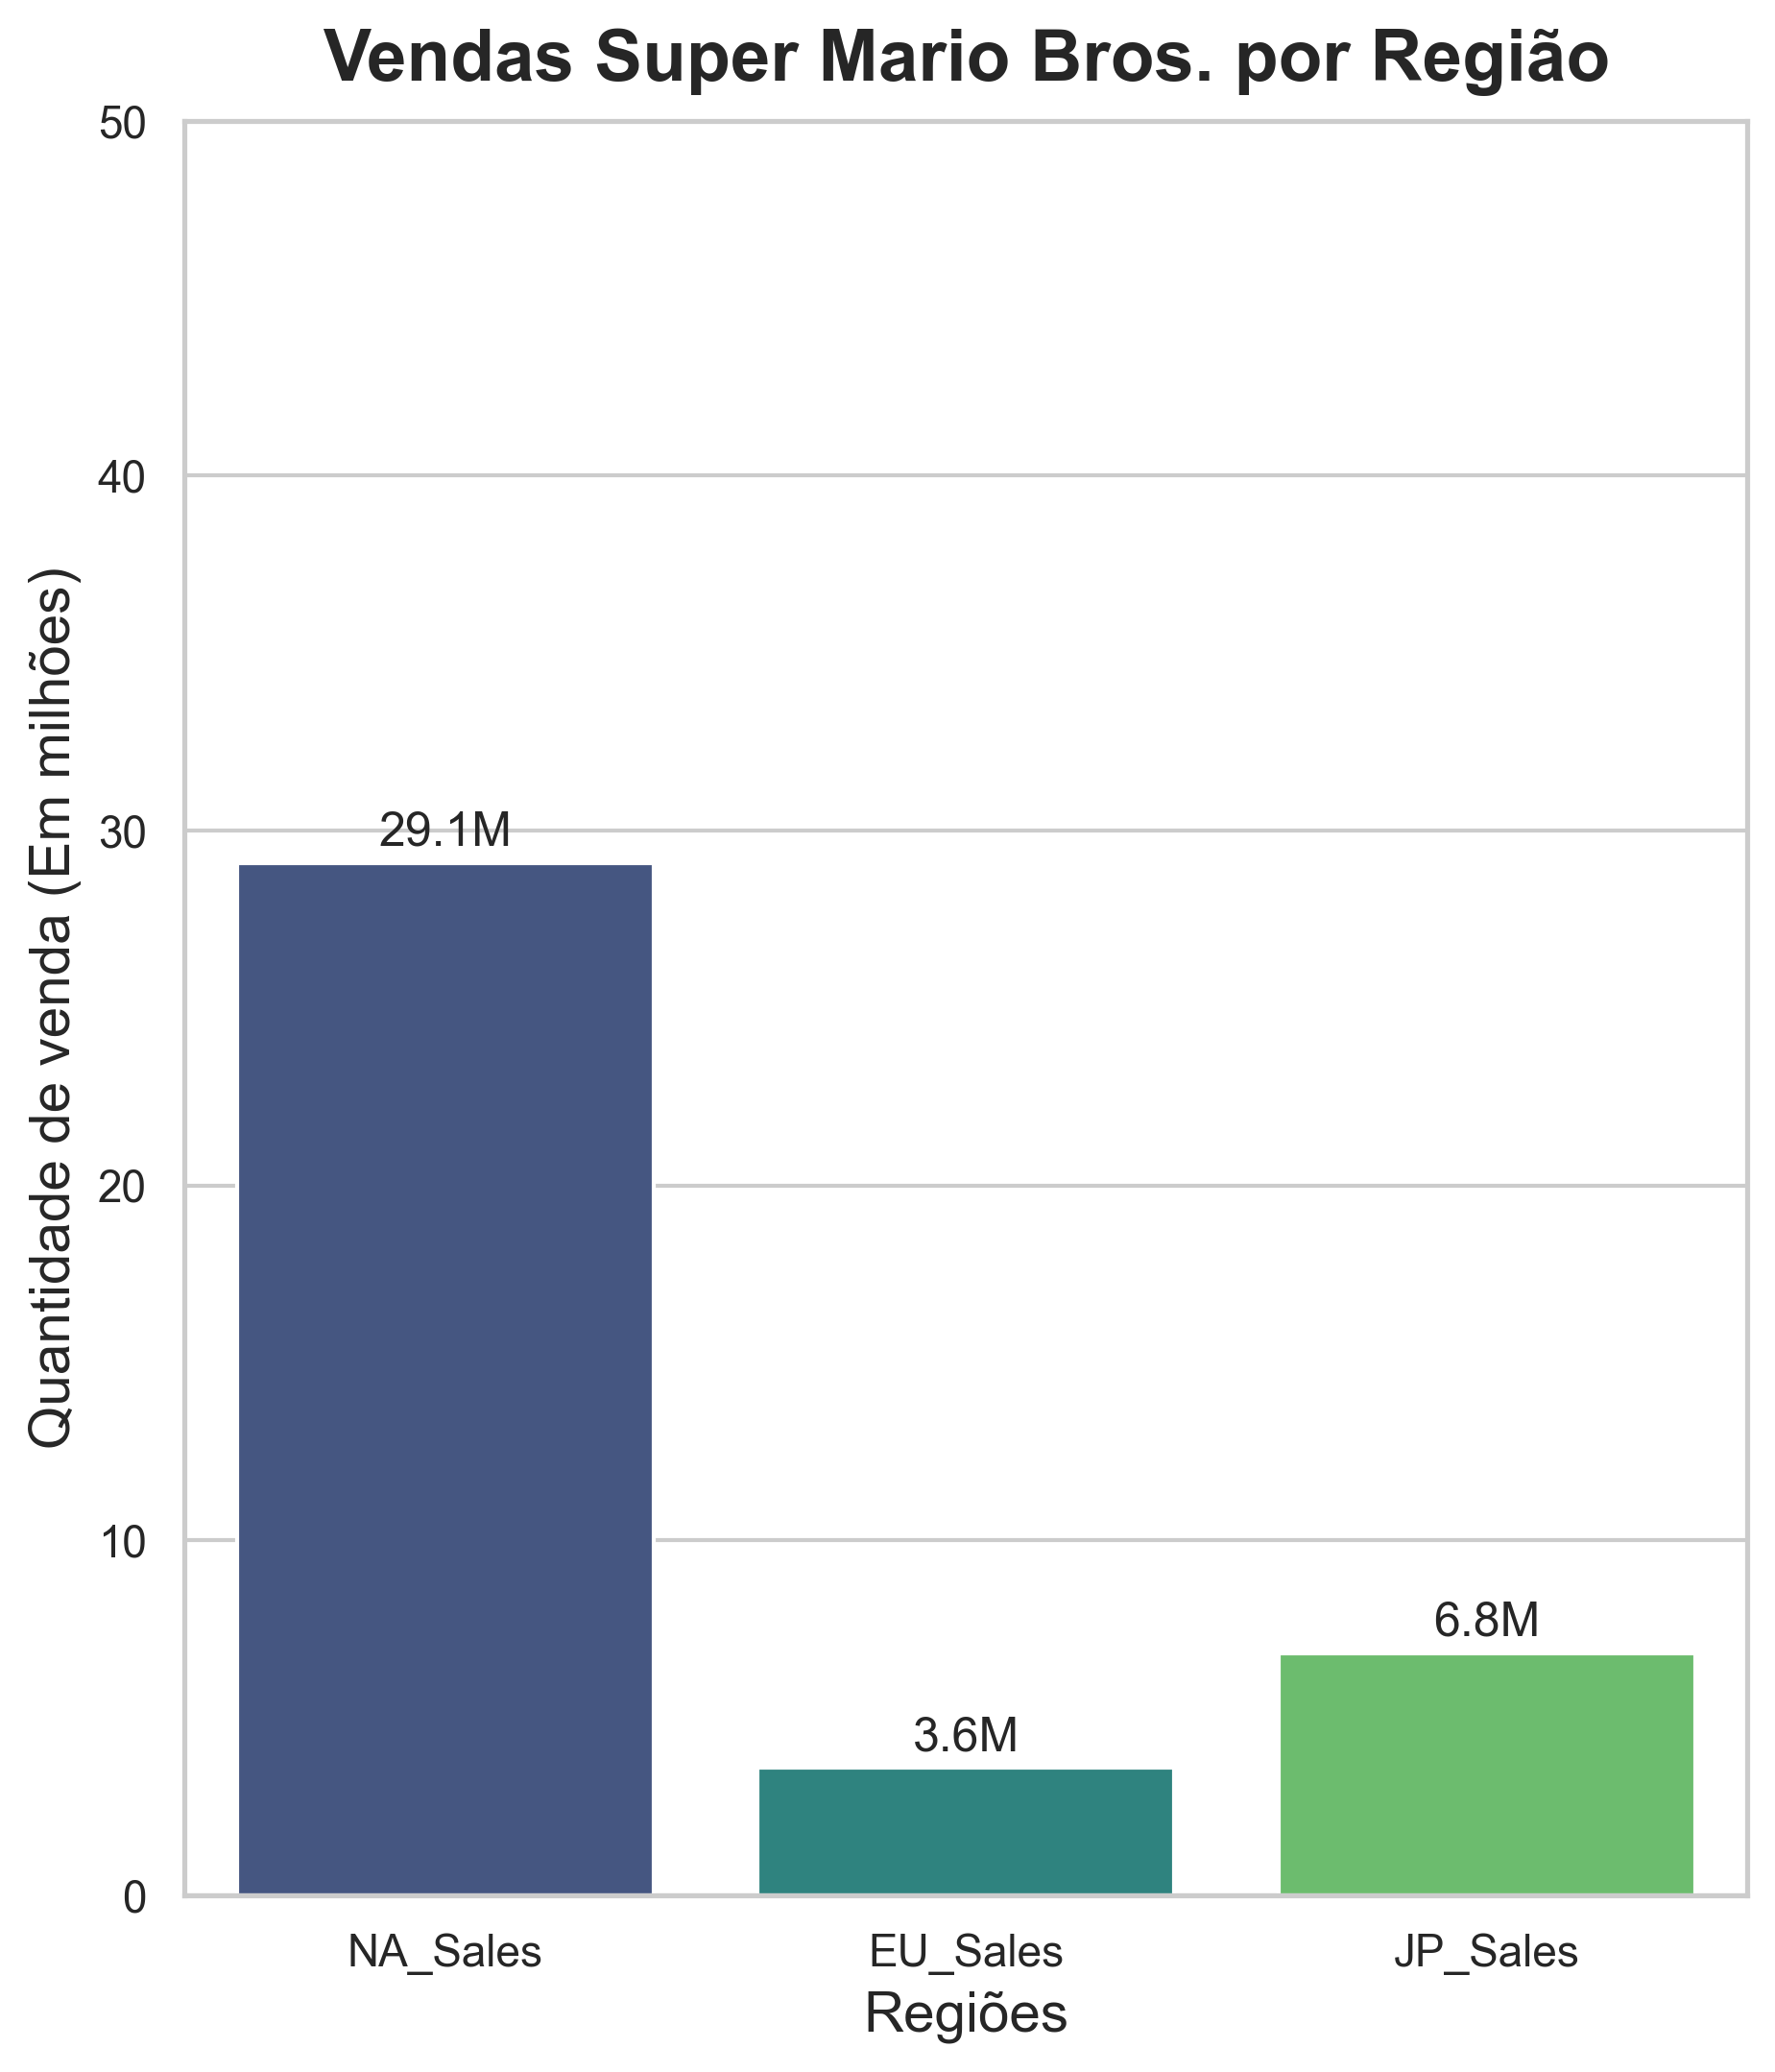 Vendas Super Mario Bros. por Região
Quantidade de venda (Em milhões)
50
40
30
20
10
0
29.1M
3.6M
6.8M
NA_Sales
EU_Sales
JP_Sales
Regiões